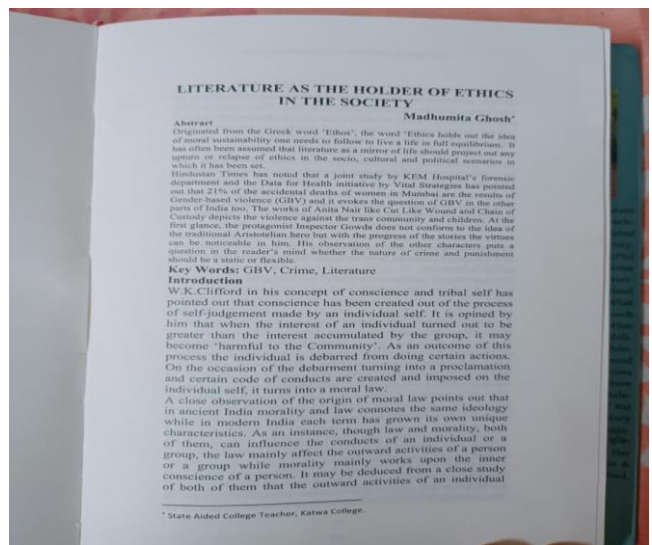 LITERATURE AS THE HOLDER OF ETHICS
IN THE SOCIETY
Madhumita Ghosh*
Abstract
Originated from the Greek word 'Ethos', the word 'Ethics holds out the idea
of moral sustainability one needs to follow to live a life in full equilibrium. It
has often been assumed that literature as a mirror of life should project out any
upturn or relapse of ethics in the socio, cultural and political scenarios in
which it has been set.
Hindustan Times has noted that a joint study by KEM Hospital's forensic
department and the Data for Health initiative by Vital Strategies has pointed
out that 21% of the accidental deaths of women in Mumbai are the results of
Gender-based violence (GBV) and it evokes the question of GBV in the other
parts of India too. The works of Anita Nair like Cut Like Wound and Chain of
Custody depicts the violence against the trans community and children. At the
first glance, the protagonist Inspector Gowda does not conform to the idea of
the traditional Aristotelian hero but with the progress of the stories the virtues
can be noticeable in him. His observation of the other characters puts a
question in the reader's mind whether the nature of crime and punishment
should be a static or flexible.
Key Words: GBV, Crime, Literature
Introduction
W.K.Clifford in his concept of conscience and tribal self has
pointed out that conscience has been created out of the process
of self-judgement made by an individual self. It is opined by
him that when the interest of an individual turned out to be
greater than the interest accumulated by the group, it may
become 'harmful to the Community'. As an outcome of this
process the individual is debarred from doing certain actions.
On the occasion of the debarment turning into a proclamation
and certain code of conducts are created and imposed on the
individual self, it turns into a moral law.
A close observation of the origin of moral law points out that
in ancient India morality and law connotes the same ideology
while in modern India each term has grown its own unique
characteristics. As an instance, though law and morality, both
of them, can influence the conducts of an individual or a
group, the law mainly affect the outward activities of a person
or a group while morality mainly works upon the inner
conscience of a person. It may be deduced from a close study
of both of them that the outward activities of an individual
* State Aided College Teacher, Katwa College.